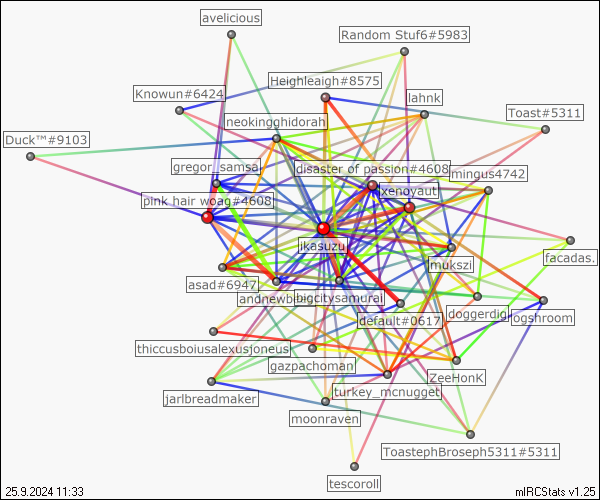 avelicious
Random Stuf6#5983
Heighleigh#8575
Knowun#6424
lahnk
Toast#5311
neokingghidorah
Duck™#9103
gregor_samsa
disaster of passion#4608
mingus4742
xenoyaut
pink hair woag#4608
ikasuzu
mukszi
facadas.
asad#6947
andnewbies
bigcitysamurai
doggerdig
default#0617
ogshroom
thiccusboiusalexusjoneus
gazpachoman
ZeeHonK
turkey_mcnugget
jarlbreadmaker
moonraven
ToastephBroseph5311#5311
tescoroll
25.9.2024 11:33
mIRCStats v1.25